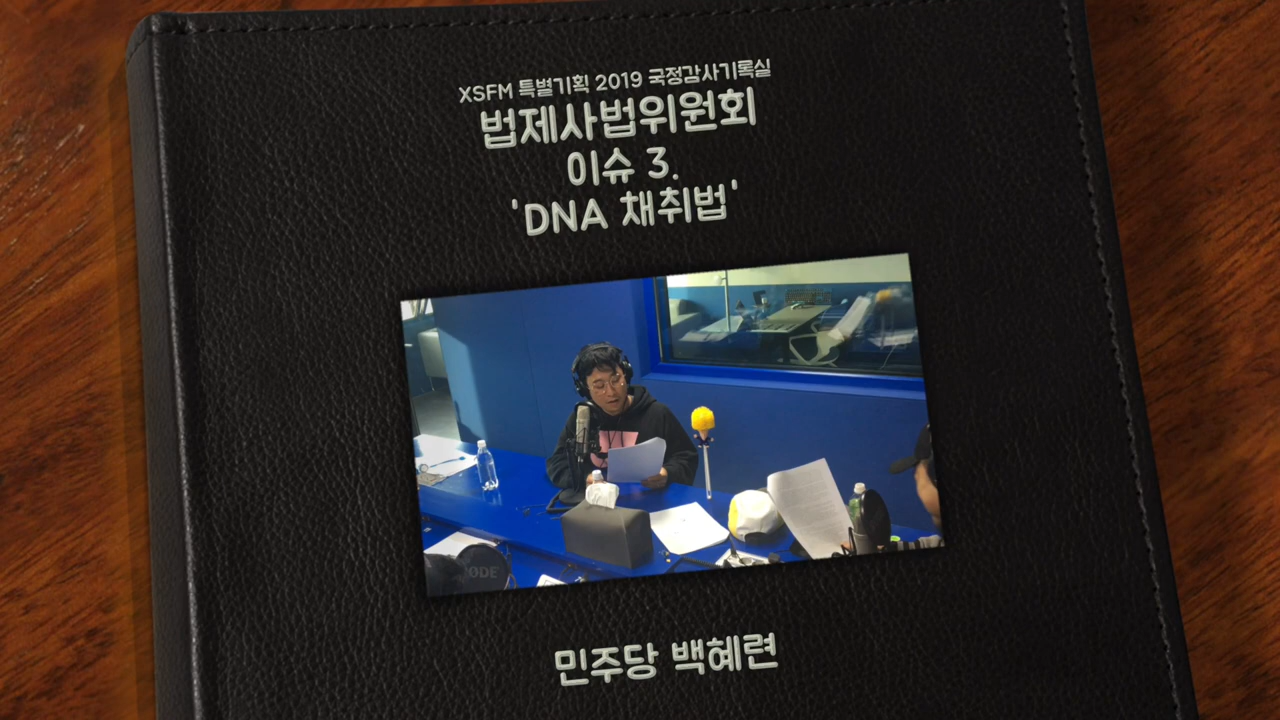 XSFM 특별기획 2019 국정감사기록실
법제사법위원회
이슈 3.
'DNA 채취법'
RØDE
민주당 백혜련